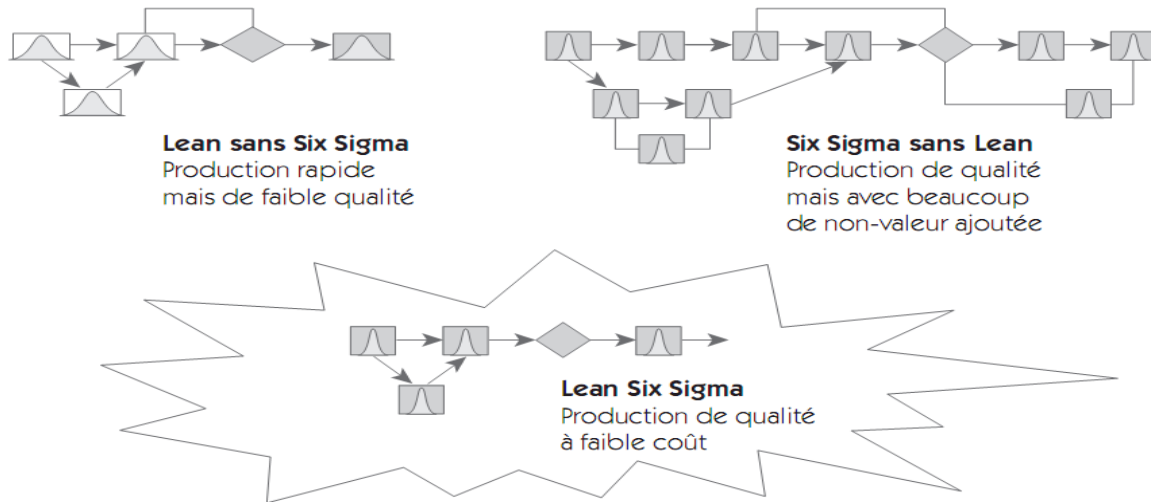 Lean sans Six Sigma
Production rapide
mais de faible qualité
Six Sigma sans Lean
Production de qualité
mais avec beaucoup
de non-valeur ajoutée
Lean Six Sigma
Production de qualité
à faible coût